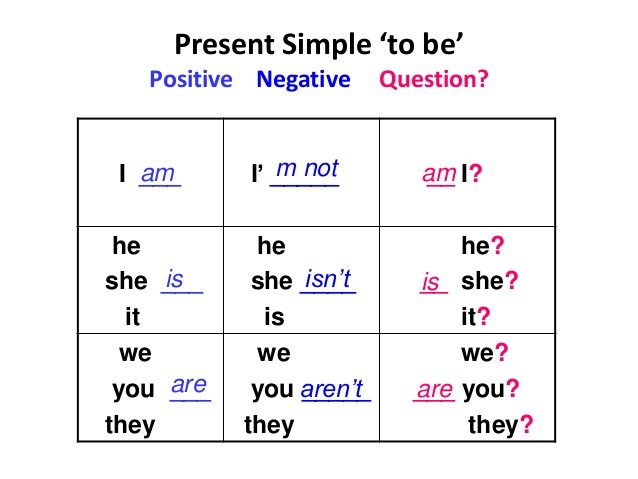 Present Simple ‘to be’
Positive Negative Question?
I am I’ m not am I?
he he he?
she is she isn’t is she?
it is it?
we we we?
you are you aren’t are you?
they they they?